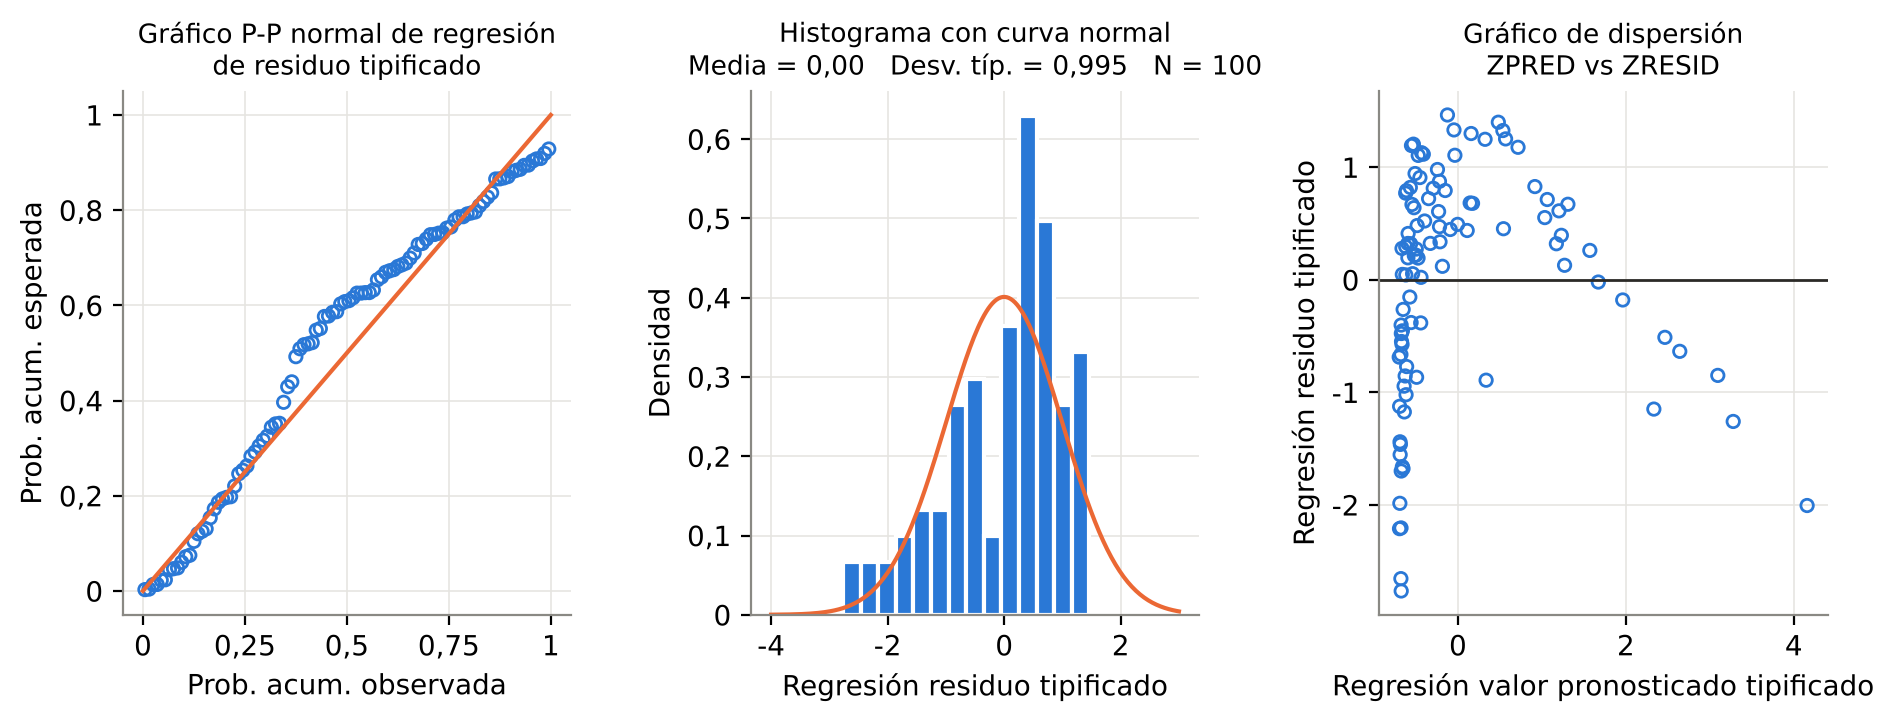 Gráfico P-P normal de regresión
de residuo tipificado
Prob. acum. esperada
1
0,8
0,6
0,4
0,2
0
0
0,25
0,5
0,75
1
Prob. acum. observada
Histograma con curva normal
Media = 0,00   Desv. típ. = 0,995   N = 100
Densidad
0,6
0,5
0,4
0,3
0,2
0,1
0
-4
-2
0
2
Regresión residuo tipificado
Gráfico de dispersión
ZPRED vs ZRESID
Regresión residuo tipificado
1
0
-1
-2
0
2
4
Regresión valor pronosticado tipificado